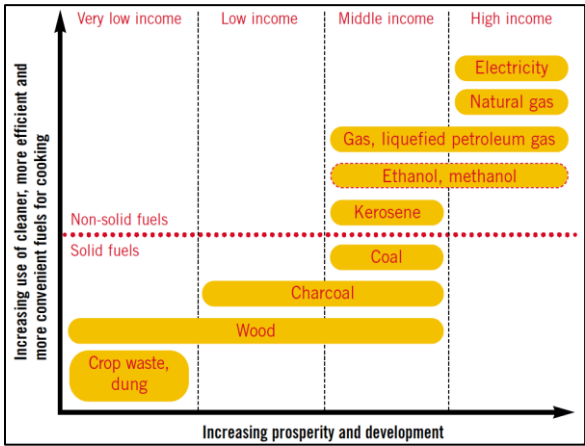 Very low income
Low income
Middle income
High income
Electricity
Natural gas
Gas, liquefied petroleum gas
Ethanol, methanol
Kerosene
Non-solid fuels
Solid fuels
Coal
Charcoal
Wood
Crop waste,
dung
Increasing use of cleaner, more efficient and
more convenient fuels for cooking
Increasing prosperity and development